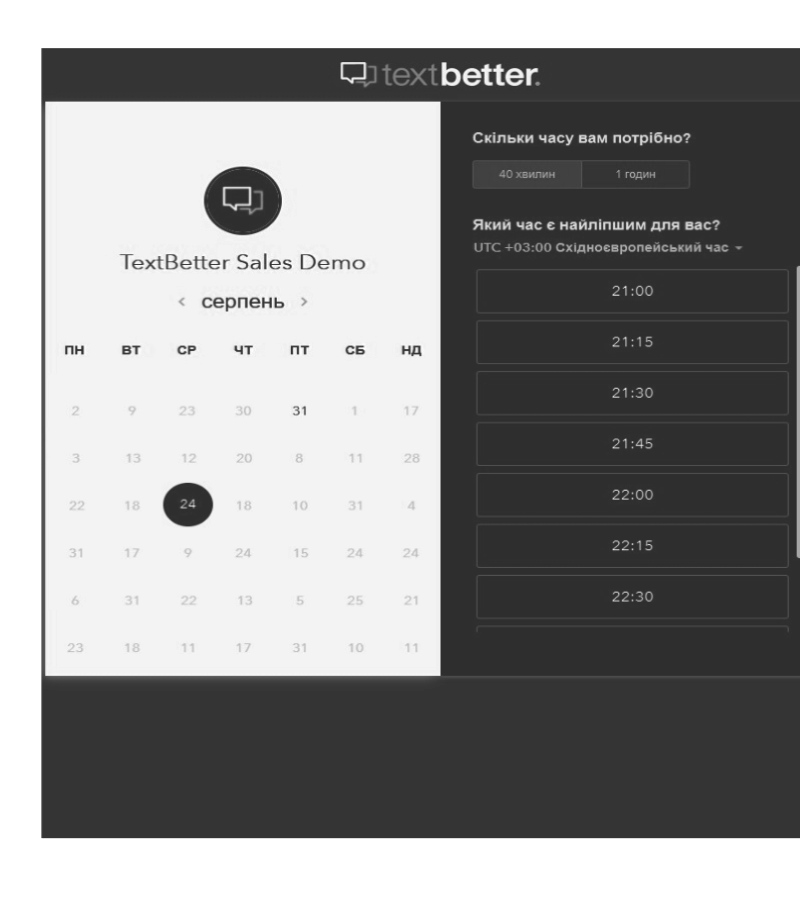 textbetter.
TextBetter Sales Demo
< серпень >
ПН ВТ СР ЧТ ПТ СБ НД
2 9 23 30 31 1 17
3 13 12 20 8 11 28
22 18 24 18 10 31 4
31 17 9 24 15 24 24
6 31 22 13 5 25 21
23 18 11 17 31 10 11
Скільки часу вам потрібно?
40 хвилин 1 годин
Який час є найліпшим для вас?
UTC +03:00 Східноєвропейський час
21:00
21:15
21:30
21:45
22:00
22:15
22:30